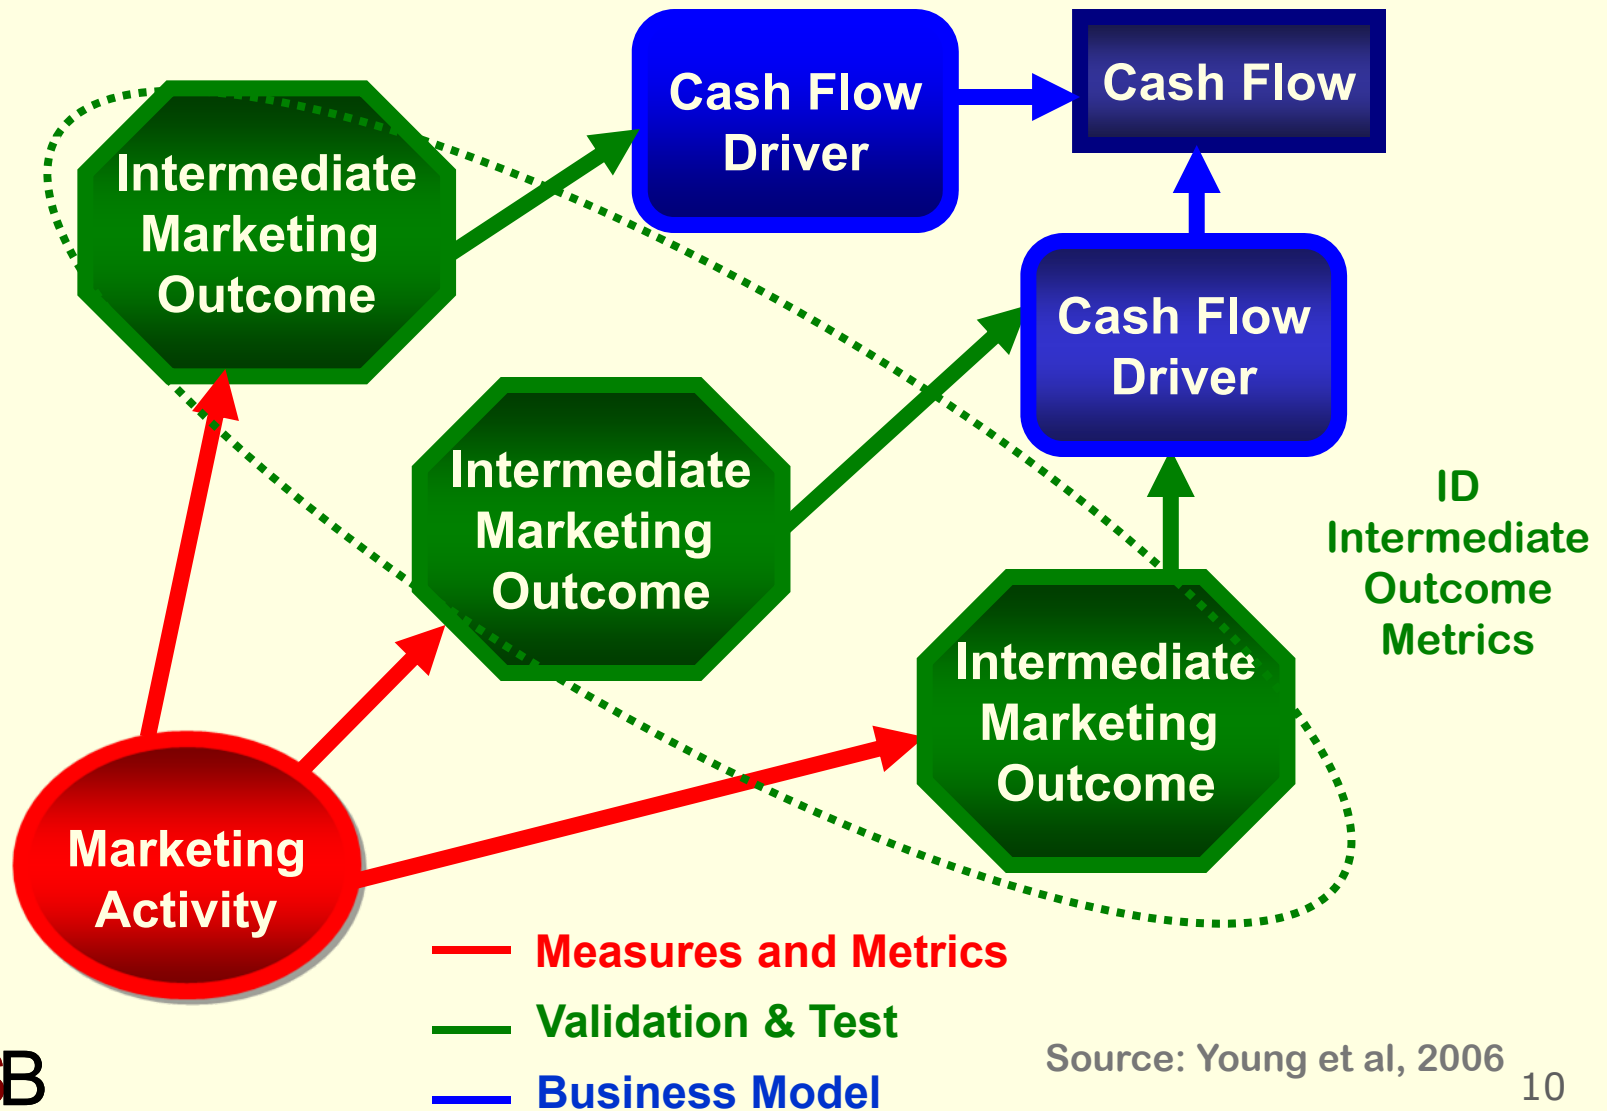 Cash Flow
Driver
Cash Flow
Intermediate
Marketing
Outcome
Cash Flow
Driver
Intermediate
Marketing
Outcome
ID
Intermediate
Outcome
Metrics
Intermediate
Marketing
Outcome
Marketing
Activity
Measures and Metrics
Validation & Test
Business Model
Source: Young et al, 2006
10
B